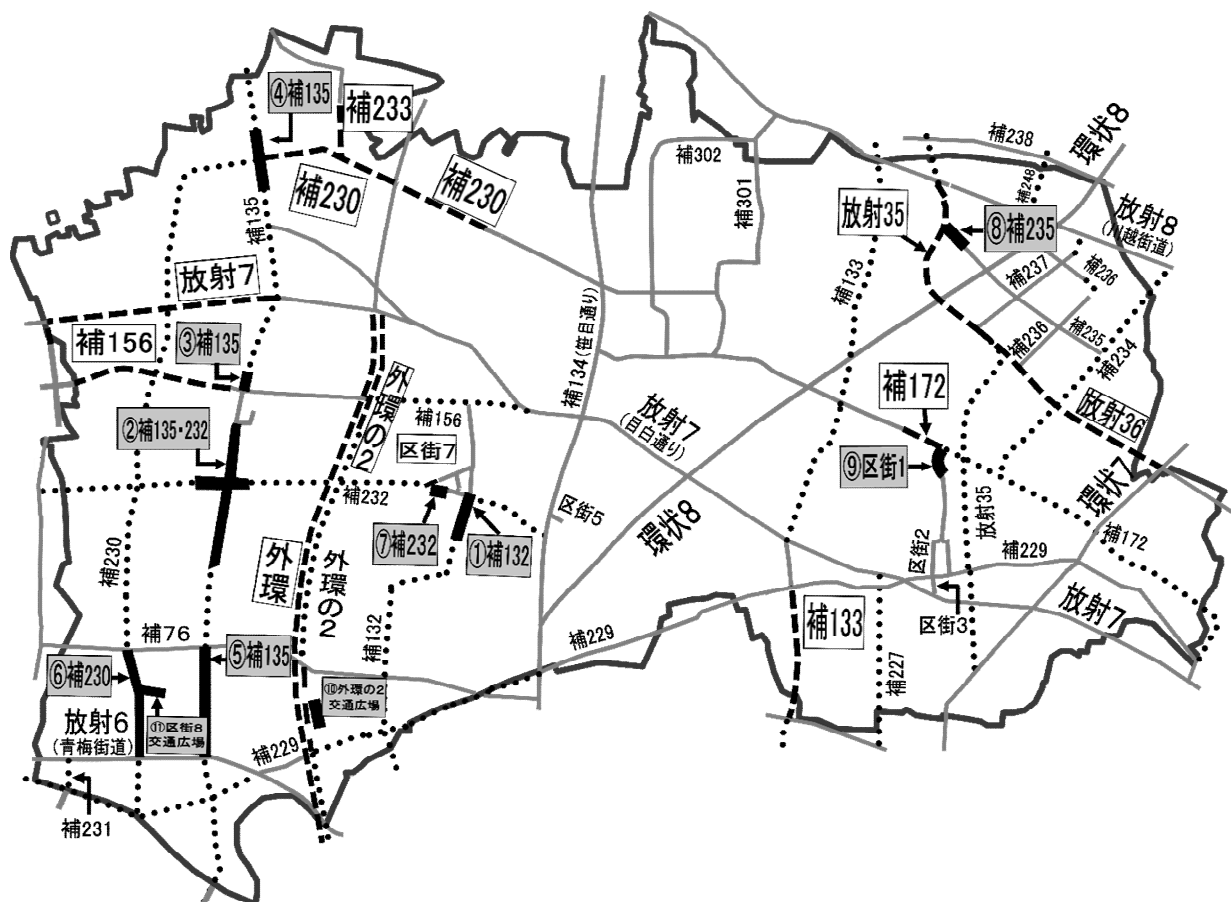 ④補135
補233
補230
補230
補135
補302
補301
補238
環状8
補248
放射8
(川越街道)
放射35
⑧補235
補237
補236
補133
放射7
補156
③補135
②補135・232
外環の2
補156
区街7
補134(笹目通り)
放射7
(目白通り)
補236
補235
補234
補172
放射36
⑨区街1
環状7
補232
⑦補232
①補132
区街5
環状8
放射35
補172
補230
外環
外環の2
補132
区街2
補229
放射7
補76
⑤補135
補229
補133
区街3
補227
⑥補230
⑩外環の2
交通広場
⑪区街8
交通広場
放射6
(青梅街道)
補229
補231